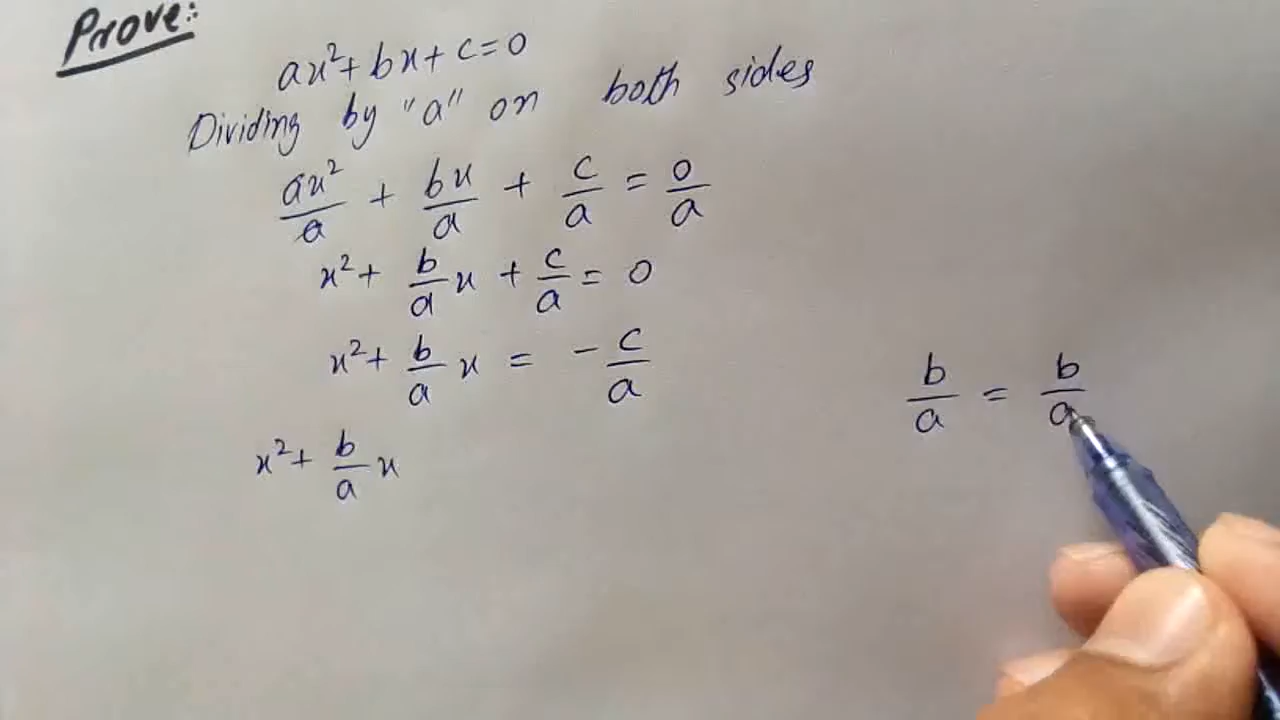 Prove:
ax²+bx+c=0
Dividing by "a" on both sides
ax²/a + bx/a + c/a = 0/a
x²+ b/a x + c/a = 0
x²+ b/a x = - c/a
b/a = b/a
x²+ b/a x